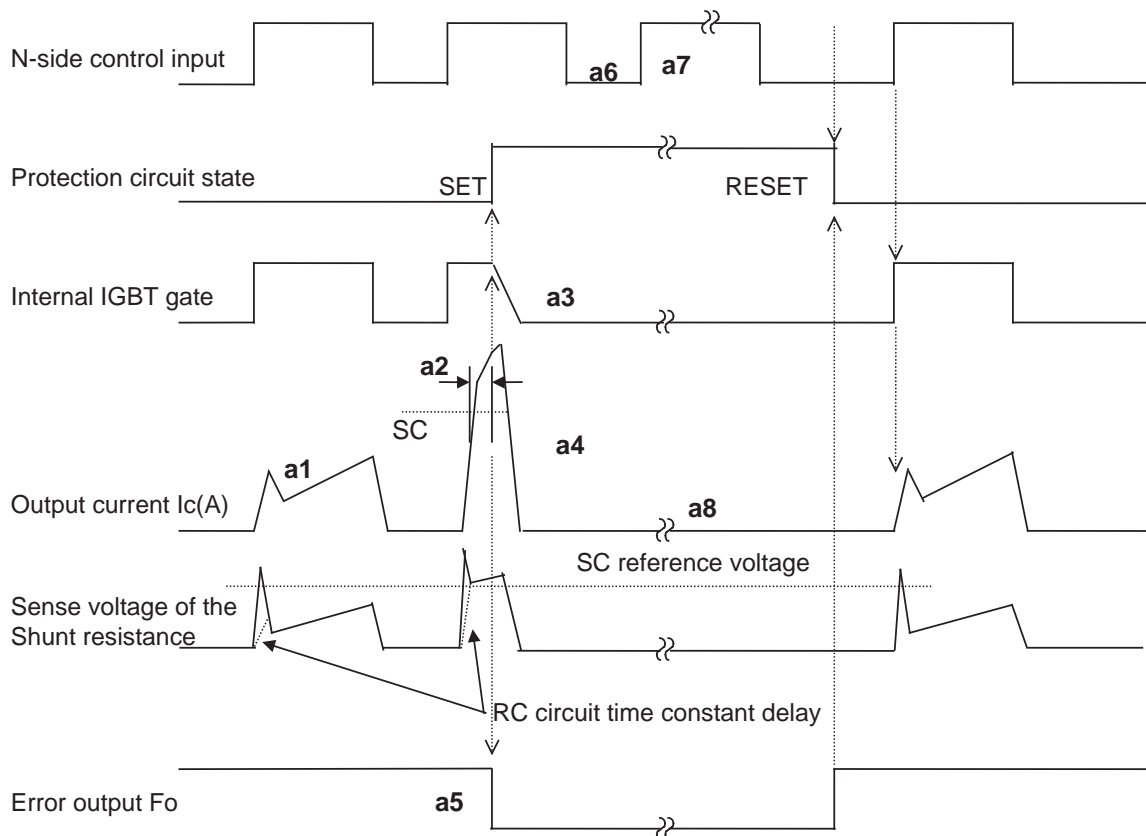 N-side control input
a6
a7
Protection circuit state
SET
RESET
Internal IGBT gate
a3
a2
SC
a4
a1
Output current Ic(A)
a8
SC reference voltage
Sense voltage of the
Shunt resistance
RC circuit time constant delay
Error output Fo
a5